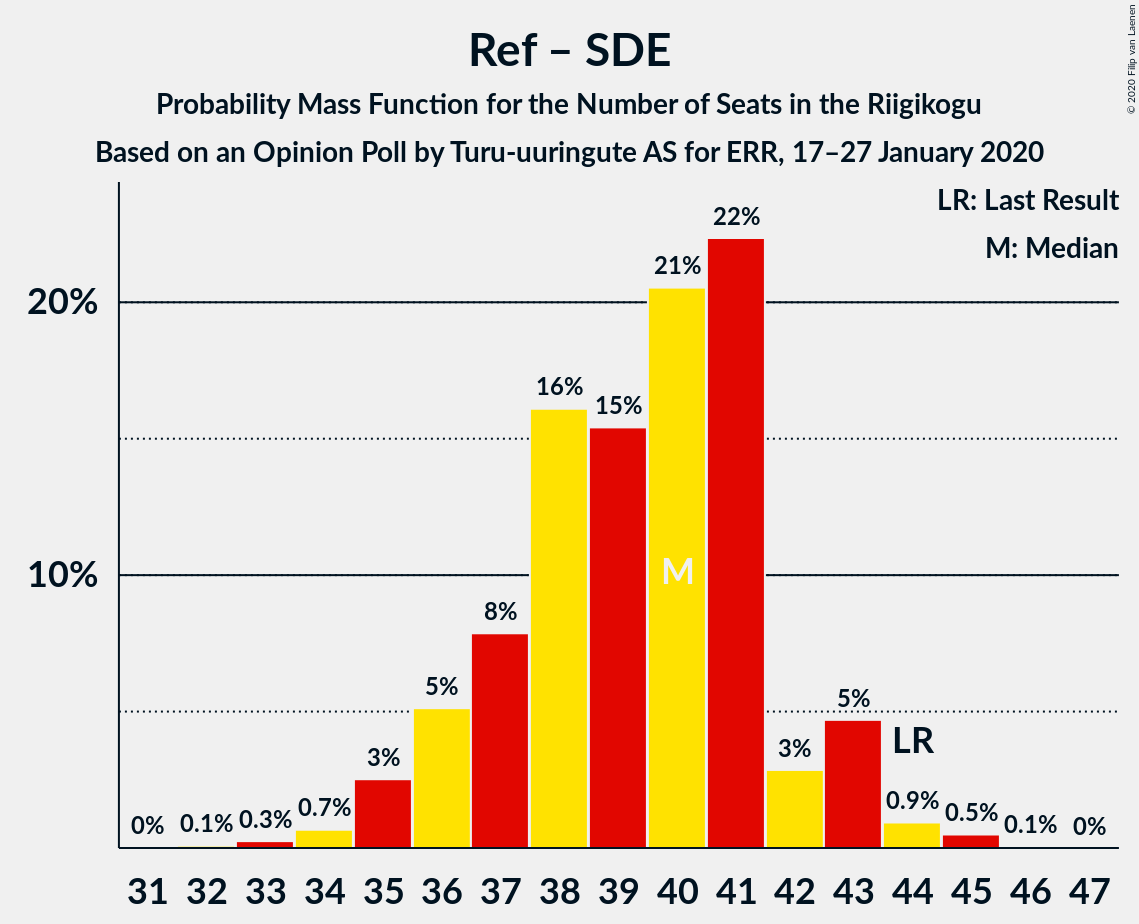 Ref – SDE
Probability Mass Function for the Number of Seats in the Riigikogu
Based on an Opinion Poll by Turu-uuringute AS for ERR, 17–27 January 2020
© 2020 Filip van Laenen
LR: Last Result
M: Median
20%
10%
0% 0.1% 0.3% 0.7% 3% 5% 8% 16% 15% 21% 22% 3% 5% 0.9% 0.5% 0.1% 0%
M
LR
31 32 33 34 35 36 37 38 39 40 41 42 43 44 45 46 47